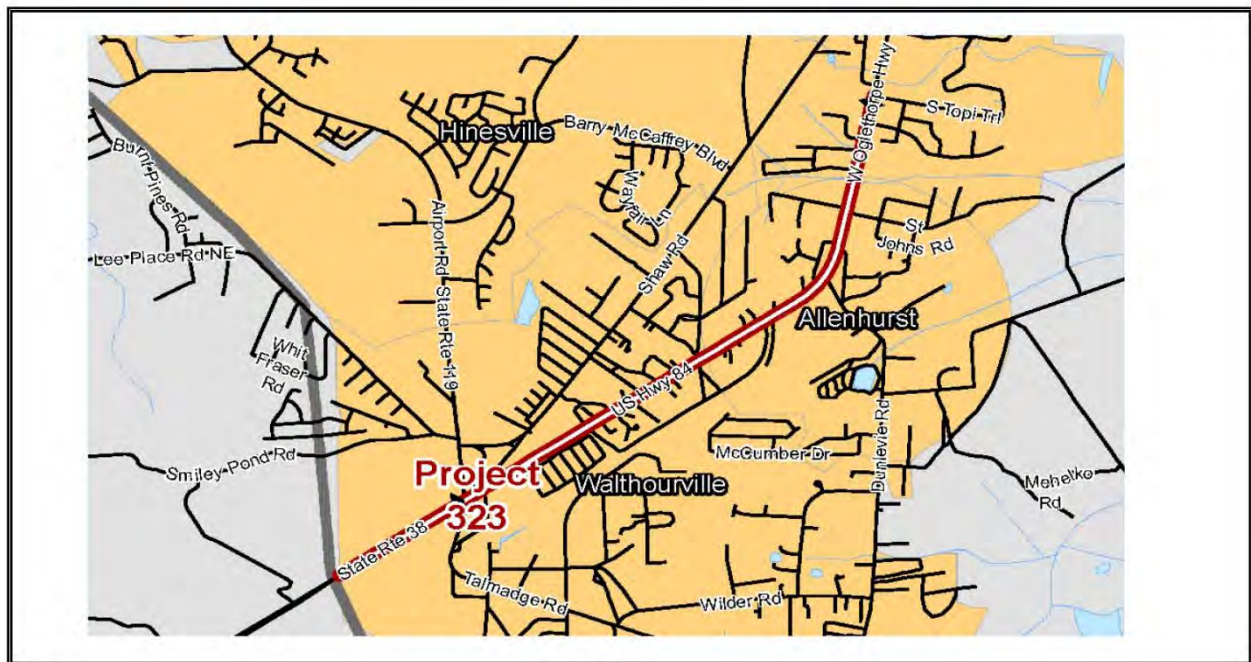 W Oglethorpe Hwy
S Topi Trl
Hinesville
Barry McCaffrey Blvd
Burnt Pines Rd
Wayfair Ln
Airport Rd
St
Johns Rd
Lee Place Rd NE
Shaw Rd
State Rte 119
Allenhurst
Whit
Fraser
Rd
US Hwy 84
Dunlevie Rd
McCumber Dr
Smiley Pond Rd
Project
323
Walthourville
State Rte 38
Talmadge Rd
Wilder Rd
Rd